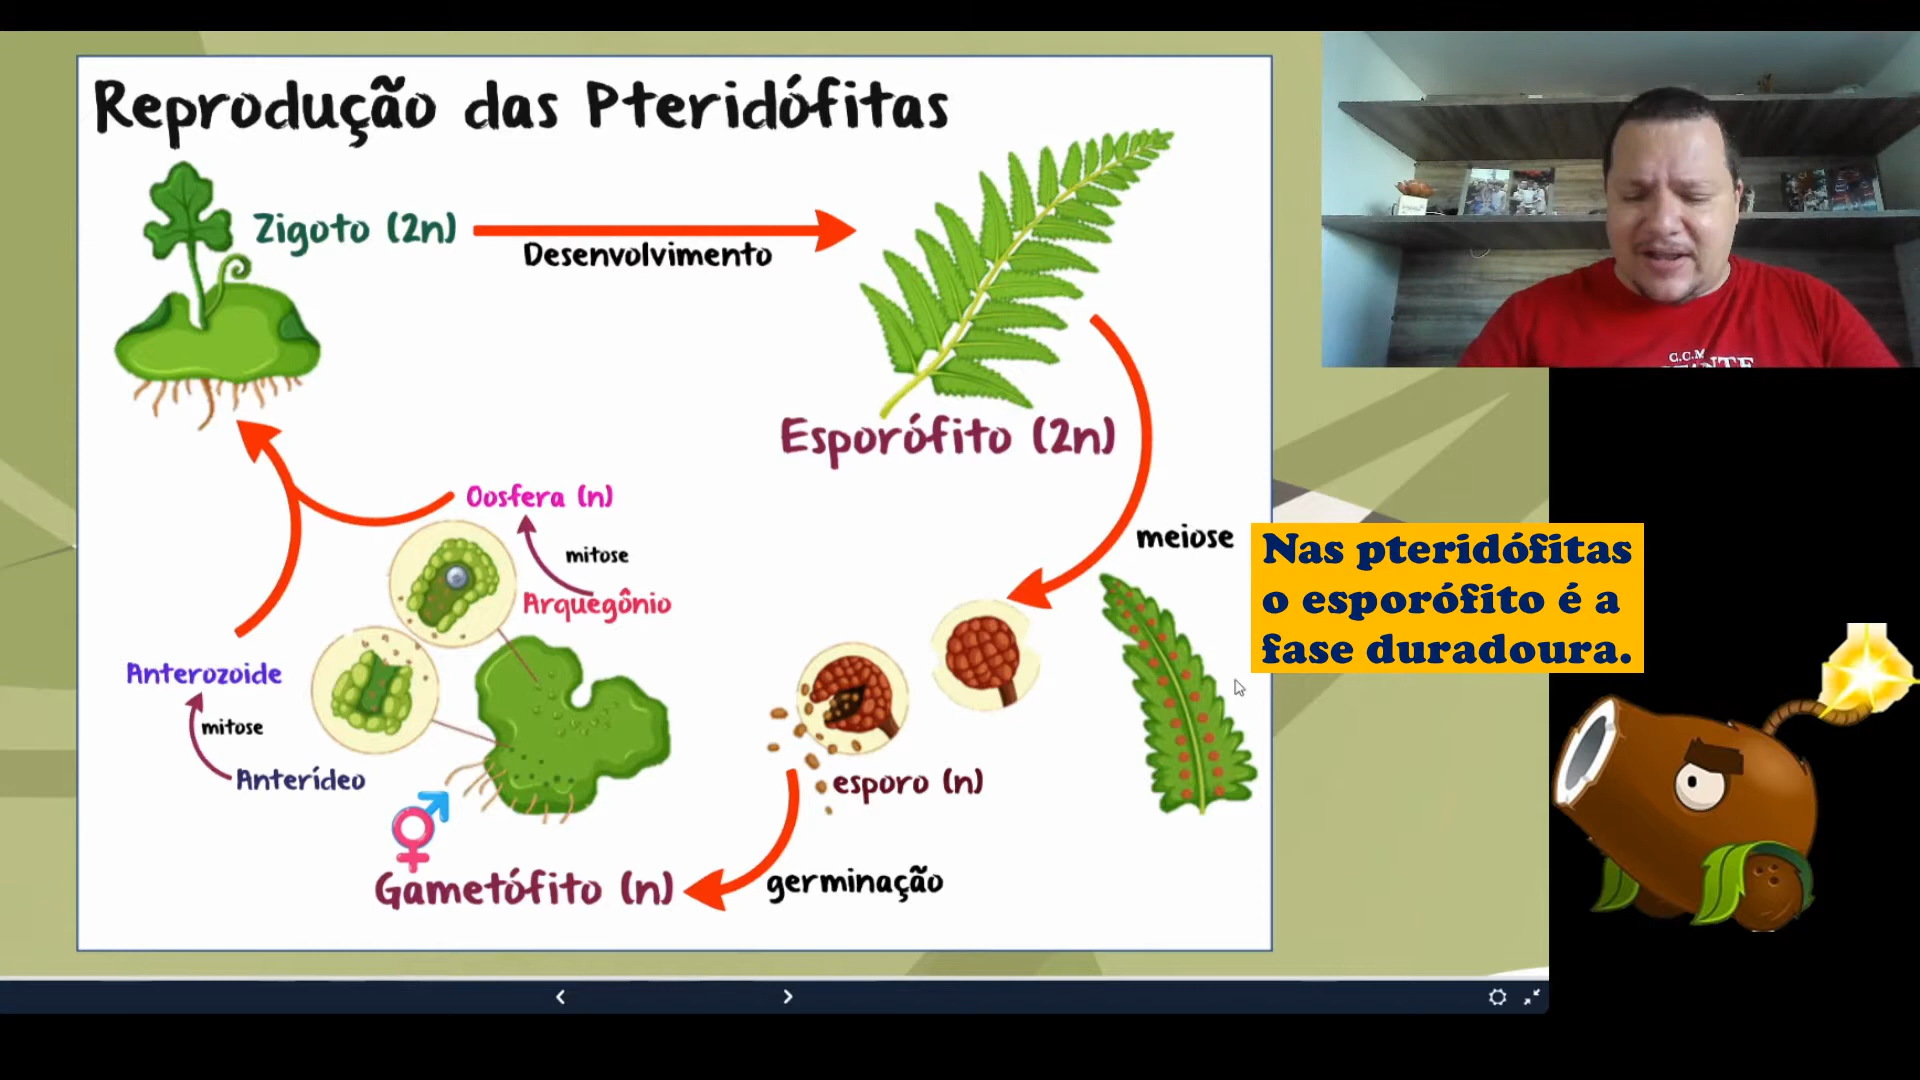 Reprodução das Pteridófitas
Zigoto (2n)
Desenvolvimento
Esporófito (2n)
meiose
Oosfera (n)
mitose
Arquegônio
Anterozoide
mitose
Anterídeo
esporo (n)
germinação
Gametófito (n)
Nas pteridófitas
o esporófito é a
fase duradoura.
C.C.M